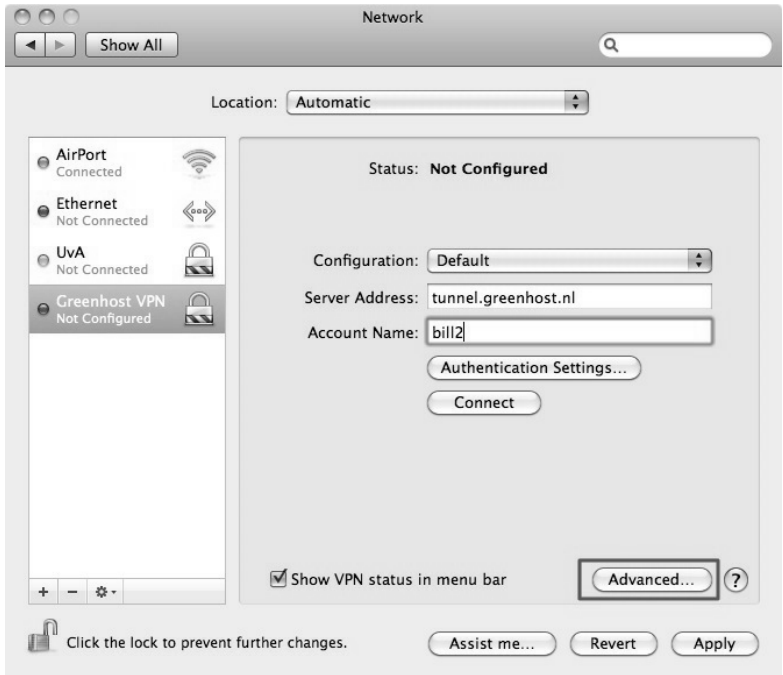 Network
Show All
Location: Automatic
AirPort
Connected
Ethernet
Not Connected
UvA
Not Connected
Greenhost VPN
Not Configured
Status: Not Configured
Configuration: Default
Server Address: tunnel.greenhost.nl
Account Name: bill2
Authentication Settings...
Connect
Show VPN status in menu bar
Advanced... ?
+ −
Click the lock to prevent further changes.
Assist me... Revert Apply